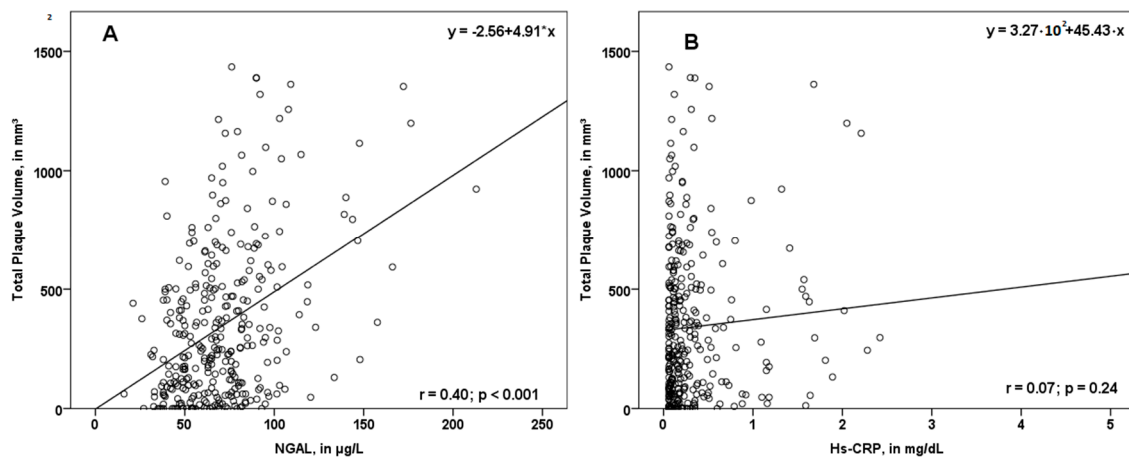 2
A
y = -2.56+4.91*x
1500
1000
500
0
Total Plaque Volume, in mm³
r = 0.40; p < 0.001
0 50 100 150 200 250
NGAL, in µg/L
B
y = 3.27·10²+45.43·x
1500
1000
500
0
Total Plaque Volume, in mm³
r = 0.07; p = 0.24
0 1 2 3 4 5
Hs-CRP, in mg/dL